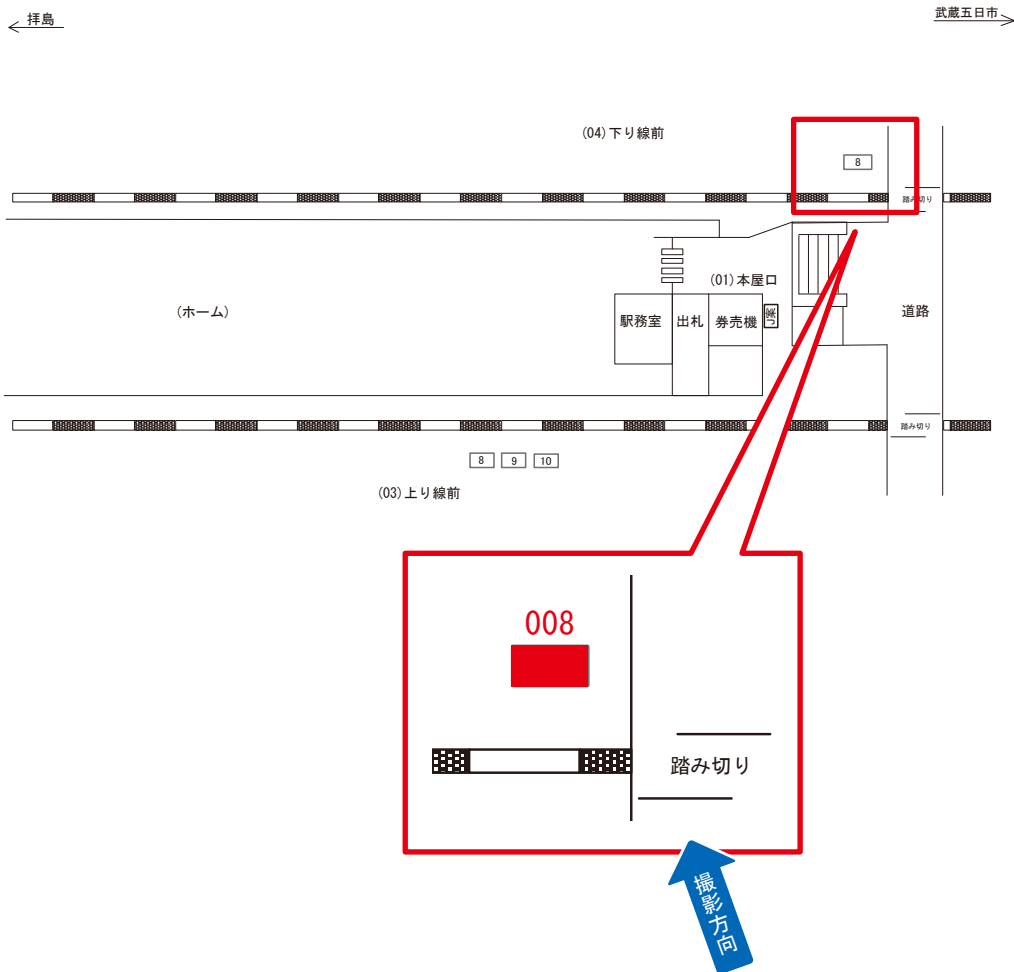 拝島
武蔵五日市
(04)下り線前
8
踏み切り
(01)本屋口
(ホーム)
駅務室
出札
券売機
J案
道路
踏み切り
8
9
10
(03)上り線前
008
踏み切り
撮影方向